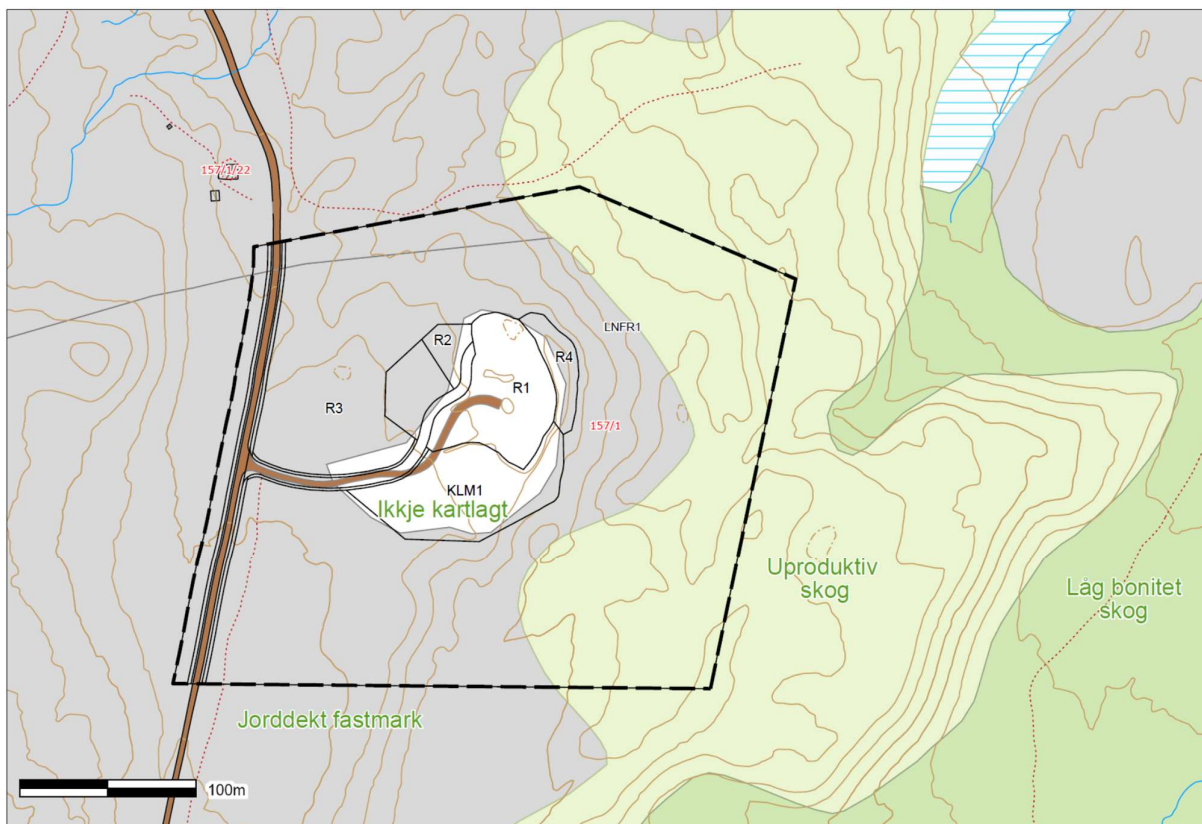 157/1/22
LNFR1
R2
R4
R1
R3
157/1
KLM1
Ikkje kartlagt
Uproduktiv
skog
Låg bonitet
skog
Jorddekt fastmark
100m